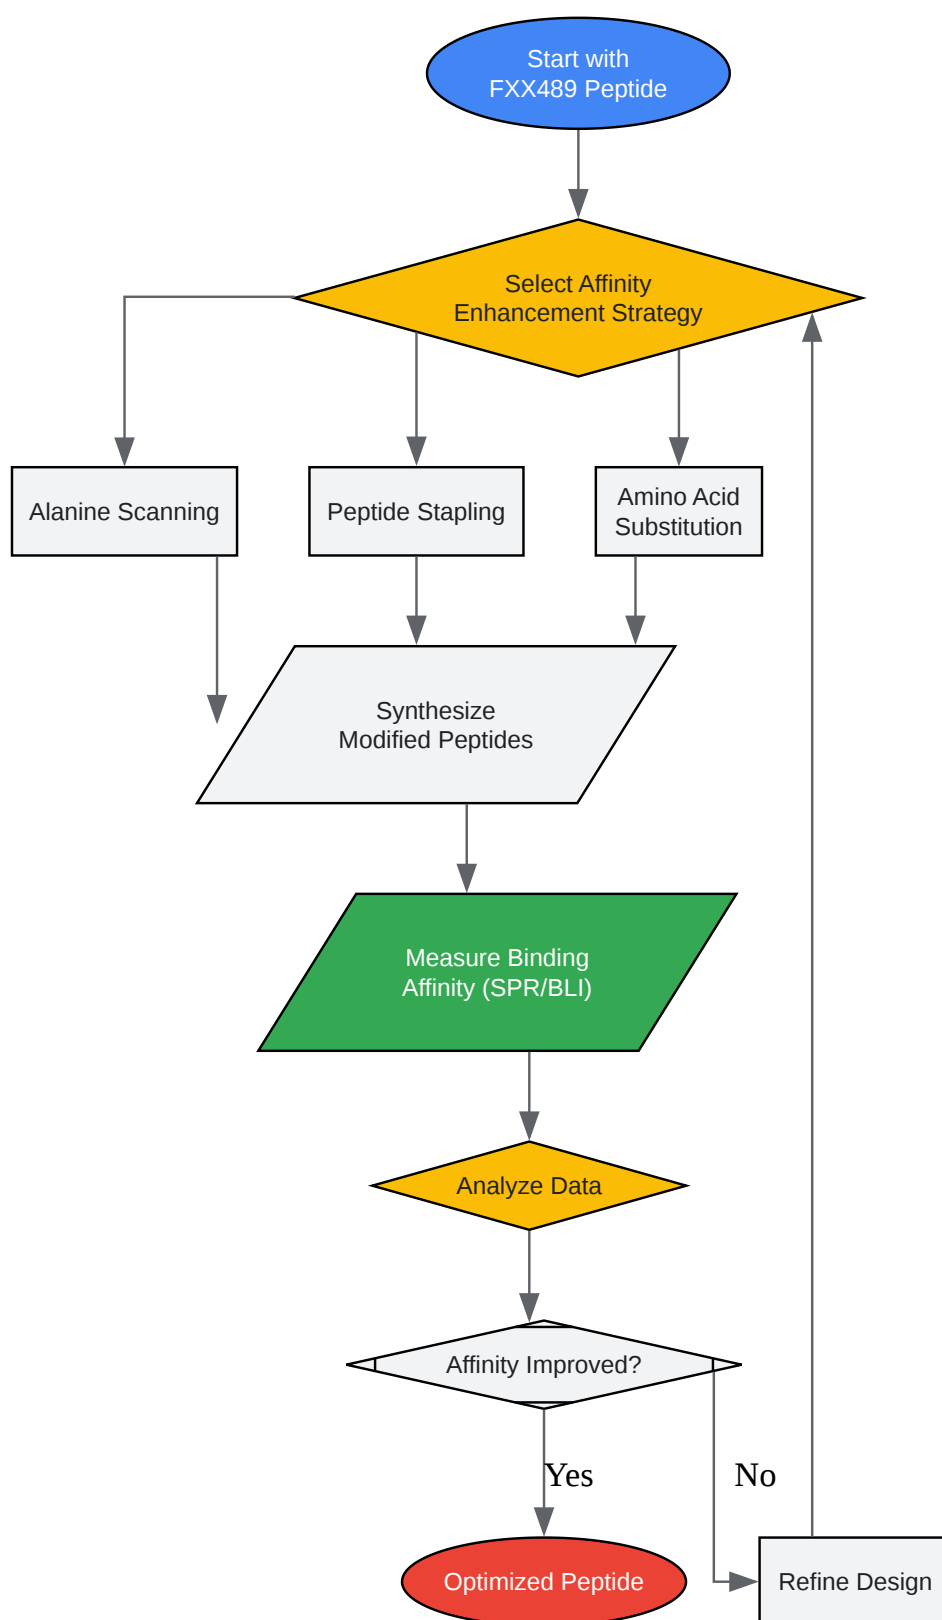 Start with
FXX489 Peptide
Select Affinity
Enhancement Strategy
Alanine Scanning
Peptide Stapling
Amino Acid
Substitution
Synthesize
Modified Peptides
Measure Binding
Affinity (SPR/BLI)
Analyze Data
Affinity Improved?
Yes
No
Optimized Peptide
Refine Design